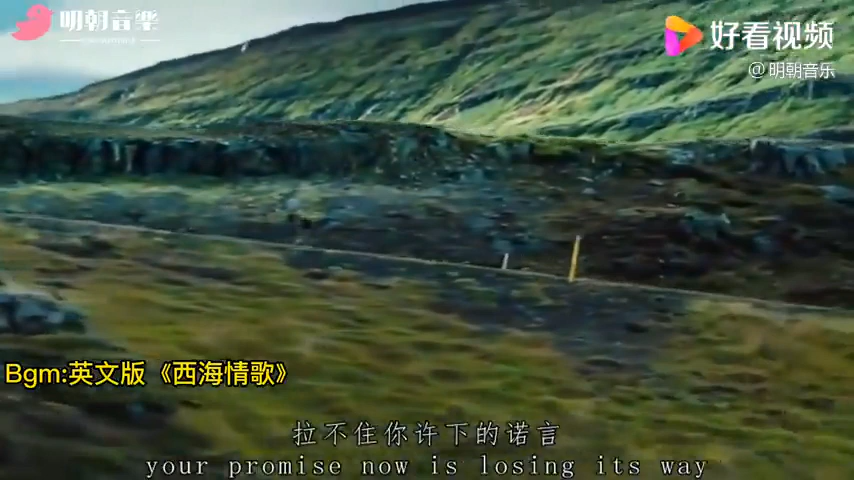 明朝音乐
好看视频
@明朝音乐
Bgm:英文版《西海情歌》
拉不住你许下的诺言
your promise now is losing its way